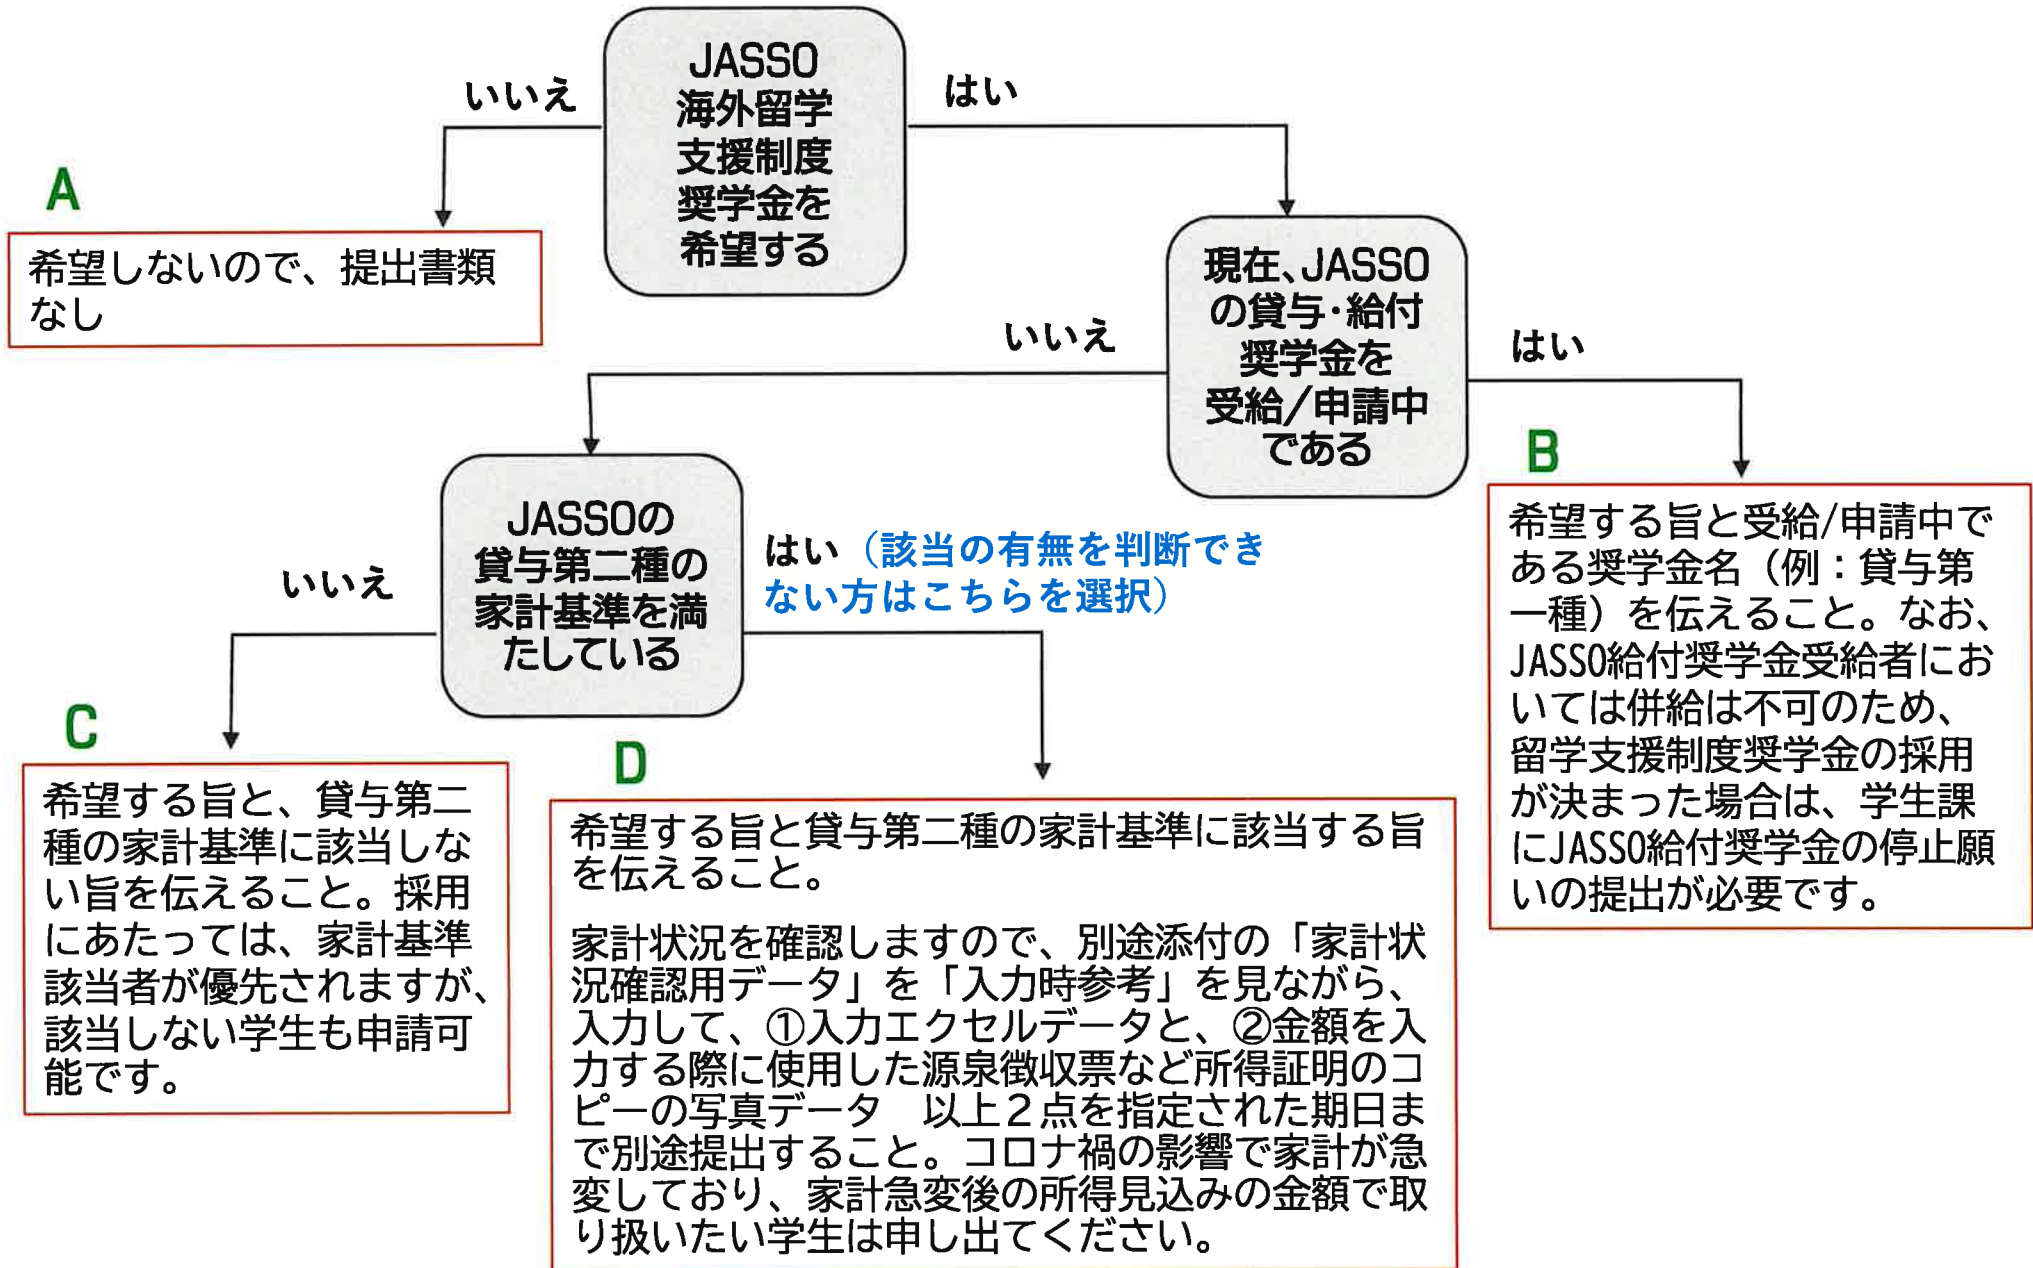 JASSO
海外留学
支援制度
奨学金を
希望する
いいえ
はい
A
希望しないので、提出書類
なし
現在、JASSO
の貸与・給付
奨学金を
受給/申請中
である
いいえ
はい
B
希望する旨と受給/申請中で
ある奨学金名（例：貸与第
一種）を伝えること。なお、
JASSO給付奨学金受給者にお
いては併給は不可のため、
留学支援制度奨学金の採用
が決まった場合は、学生課
にJASSO給付奨学金の停止願
いの提出が必要です。
JASSOの
貸与第二種の
家計基準を満
たしている
いいえ
はい（該当の有無を判断でき
ない方はこちらを選択）
C
希望する旨と、貸与第二
種の家計基準に該当しな
い旨を伝えること。採用
にあたっては、家計基準
該当者が優先されますが、
該当しない学生も申請可
能です。
D
希望する旨と貸与第二種の家計基準に該当する旨
を伝えること。
家計状況を確認しますので、別途添付の「家計状
況確認用データ」を「入力時参考」を見ながら、
入力して、①入力エクセルデータと、②金額を入
力する際に使用した源泉徴収票など所得証明のコ
ピーの写真データ　以上２点を指定された期日ま
で別途提出すること。コロナ禍の影響で家計が急
変しており、家計急変後の所得見込みの金額で取
り扱いたい学生は申し出てください。